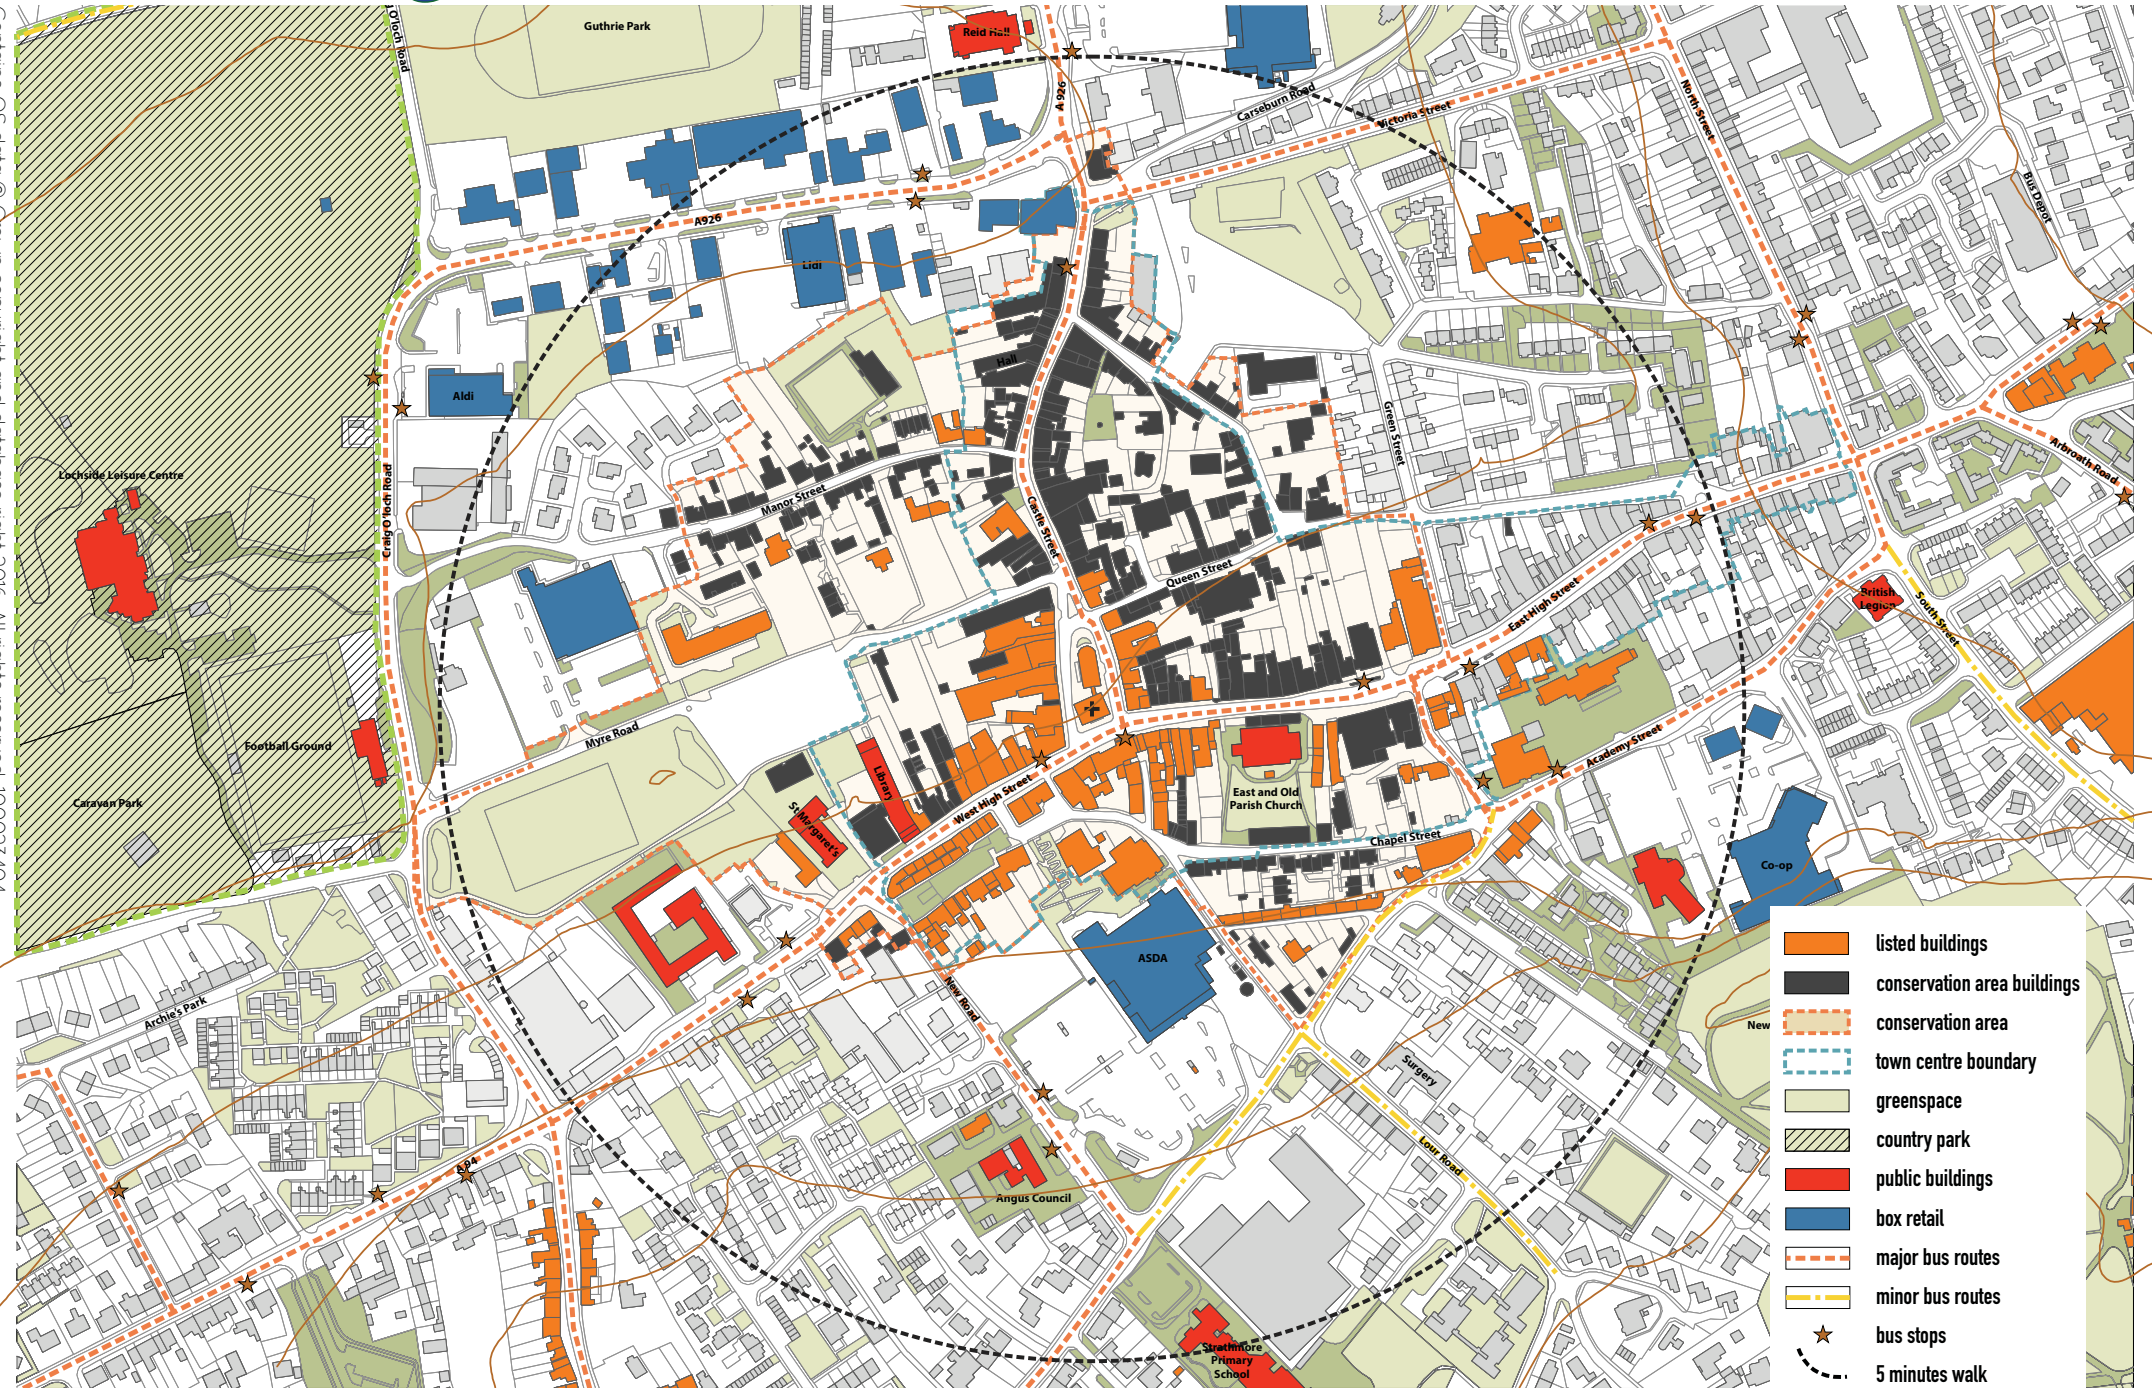 Guthrie Park
Reid Hall
O'loch Road
A 926
Carseburn Road
Victoria Street
North Street
Bus Depot
A926
Lidl
Aldi
Hall
Green Street
Lochside Leisure Centre
Craig O'loch Road
Manor Street
Castle Street
Queen Street
East High Street
Arbroath Road
British
Legion
South Street
Football Ground
Myre Road
Caravan Park
Library
St Margaret's
West High Street
East and Old
Parish Church
Chapel Street
Academy Street
Co-op
ASDA
New Road
Archie's Park
New
Surgery
Lour Road
A 94
Angus Council
Strathmore
Primary
School
listed buildings
conservation area buildings
conservation area
town centre boundary
greenspace
country park
public buildings
box retail
major bus routes
minor bus routes
bus stops
5 minutes walk